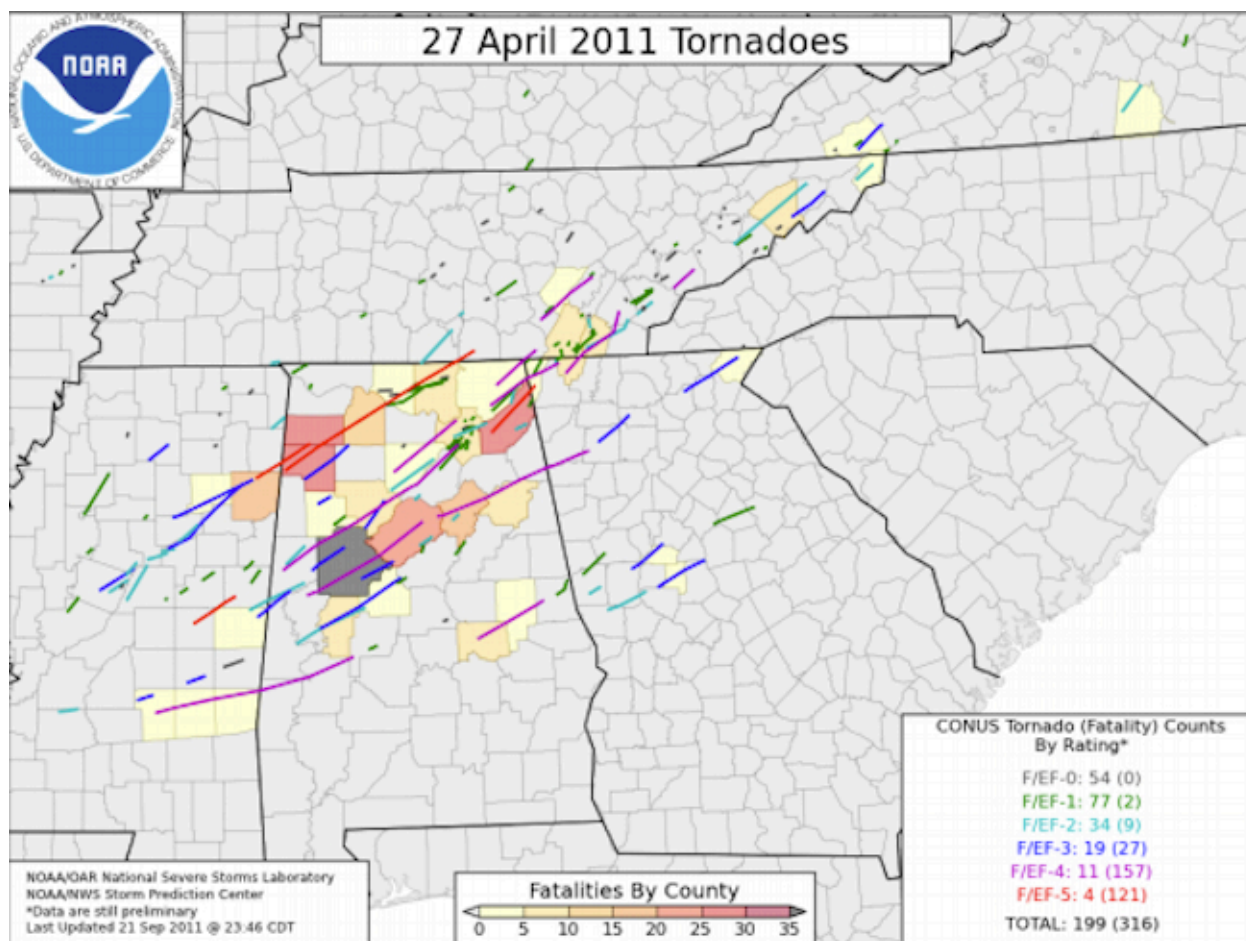 27 April 2011 Tornadoes
NATIONAL OCEANIC AND ATMOSPHERIC ADMINISTRATION
NOAA
U.S. DEPARTMENT OF COMMERCE
CONUS Tornado (Fatality) Counts
By Rating*
F/EF-0: 54 (0)
F/EF-1: 77 (2)
F/EF-2: 34 (9)
F/EF-3: 19 (27)
F/EF-4: 11 (157)
F/EF-5: 4 (121)
TOTAL: 199 (316)
NOAA/OAR National Severe Storms Laboratory
NOAA/NWS Storm Prediction Center
*Data are still preliminary
Last Updated 21 Sep 2011 @ 23:46 CDT
Fatalities By County
0 5 10 15 20 25 30 35